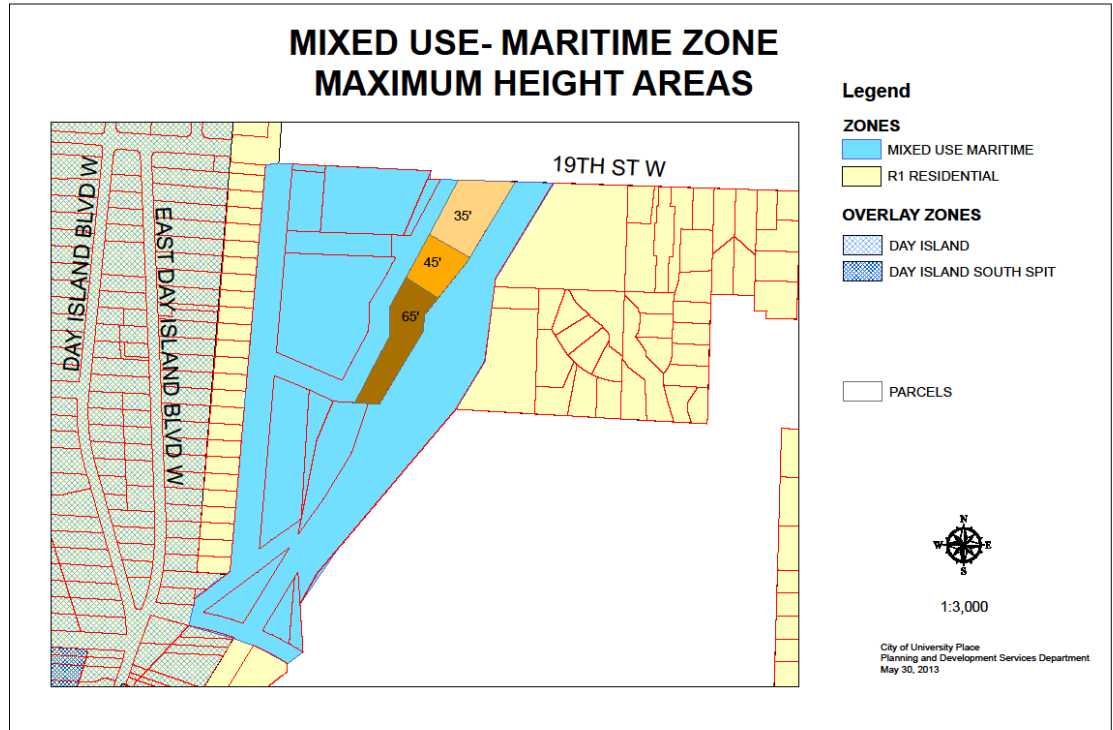 MIXED USE- MARITIME ZONE
MAXIMUM HEIGHT AREAS
Legend
ZONES
MIXED USE MARITIME
R1 RESIDENTIAL
OVERLAY ZONES
DAY ISLAND
DAY ISLAND SOUTH SPIT
PARCELS
19TH ST W
DAY ISLAND BLVD W
EAST DAY ISLAND BLVD W
35'
45'
65'
N
W E
S
1:3,000
City of University Place
Planning and Development Services Department
May 30, 2013